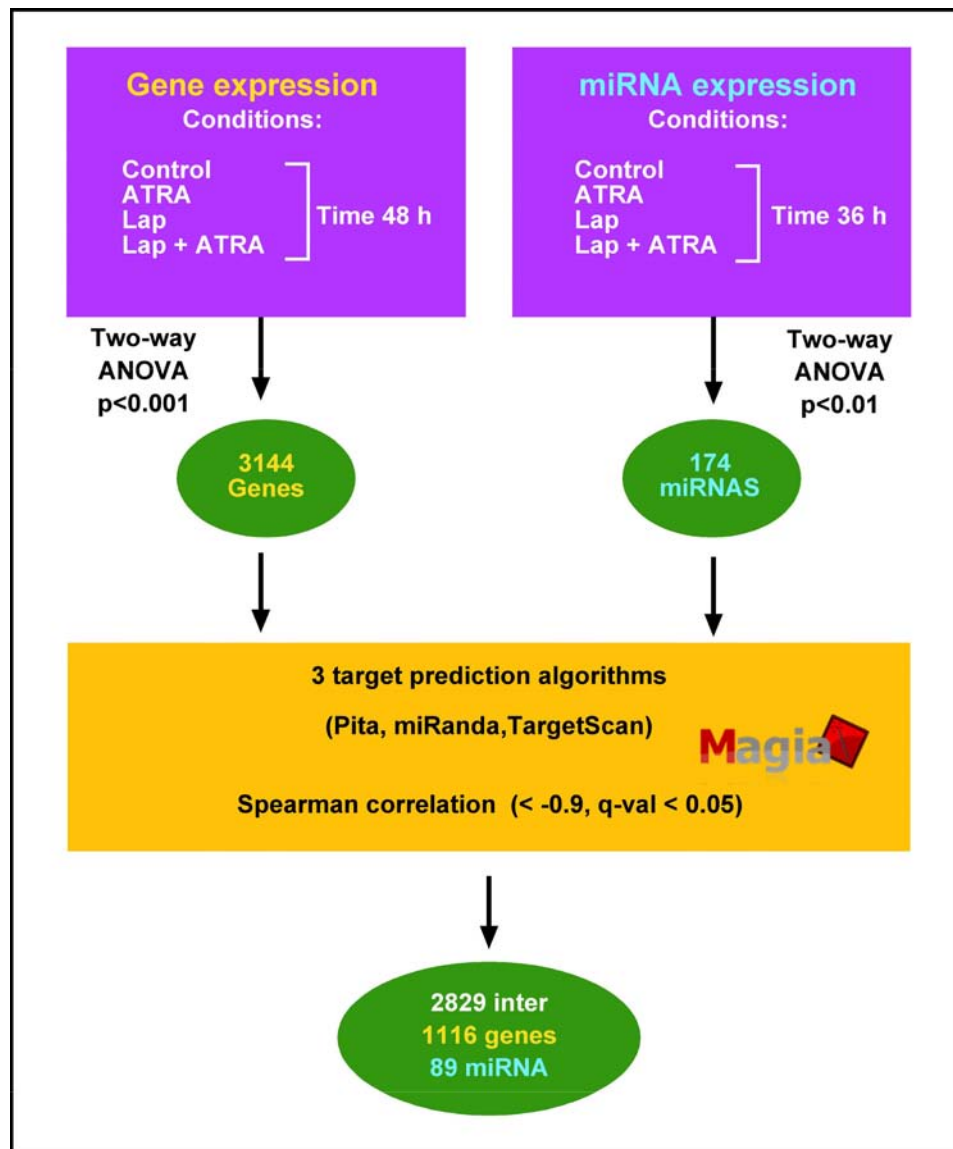 Gene expression
Conditions:
Control
ATRA
Lap
Lap + ATRA
Time 48 h
miRNA expression
Conditions:
Control
ATRA
Lap
Lap + ATRA
Time 36 h
Two-way
ANOVA
p<0.001
Two-way
ANOVA
p<0.01
3144
Genes
174
miRNAS
3 target prediction algorithms
(Pita, miRanda,TargetScan)
Magia
Spearman correlation (< -0.9, q-val < 0.05)
2829 inter
1116 genes
89 miRNA